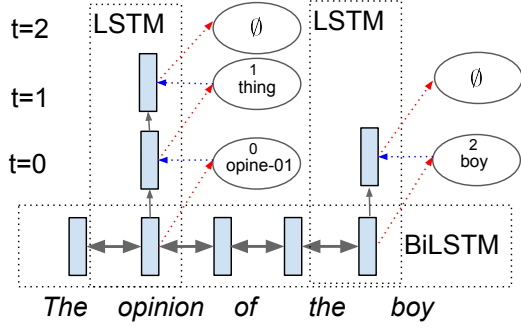 t=2
LSTM
∅
LSTM
t=1
1
thing
∅
t=0
0
opine-01
2
boy
BiLSTM
The opinion of the boy